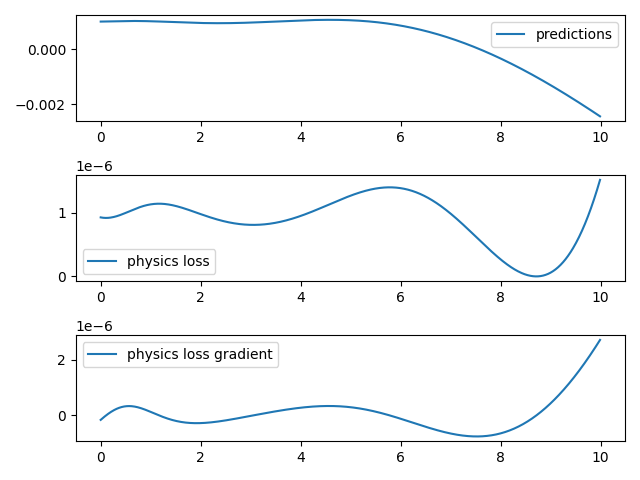 0.000
−0.002
predictions
0 2 4 6 8 10
1e−6
1
0
physics loss
0 2 4 6 8 10
1e−6
physics loss gradient
2
0
0 2 4 6 8 10